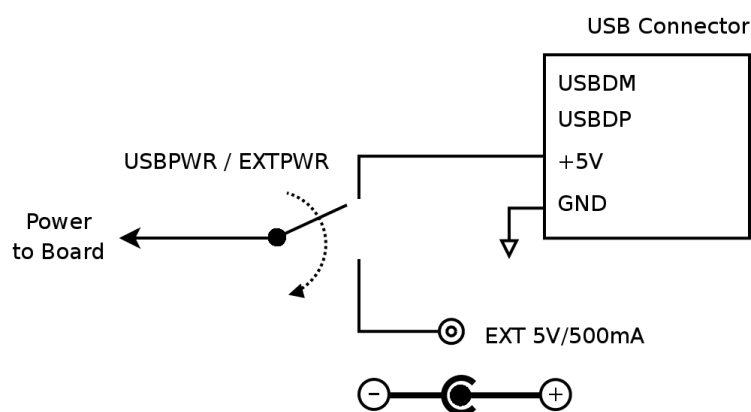 USB Connector
USBDM
USBDP
+5V
GND
USBPWR / EXTPWR
Power
to Board
EXT 5V/500mA
− +